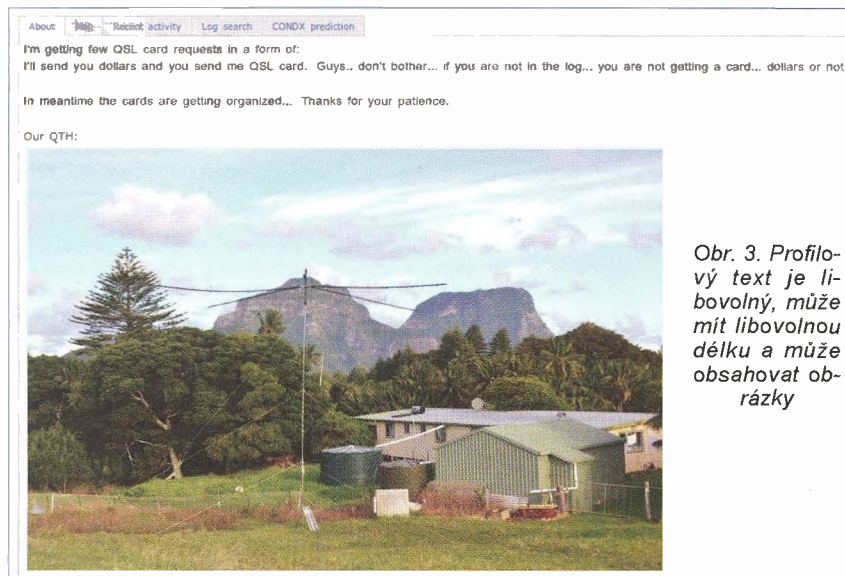 About Map Recent activity Log search CONDX prediction
I'm getting few QSL card requests in a form of:
I'll send you dollars and you send me QSL card. Guys.. don't bother... if you are not in the log... you are not getting a card... dollars or not
In meantime the cards are getting organized... Thanks for your patience.
Our QTH:
Obr. 3. Profilo-
vý text je li-
bovolný, může
mít libovolnou
délku a může
obsahovat ob-
rázky